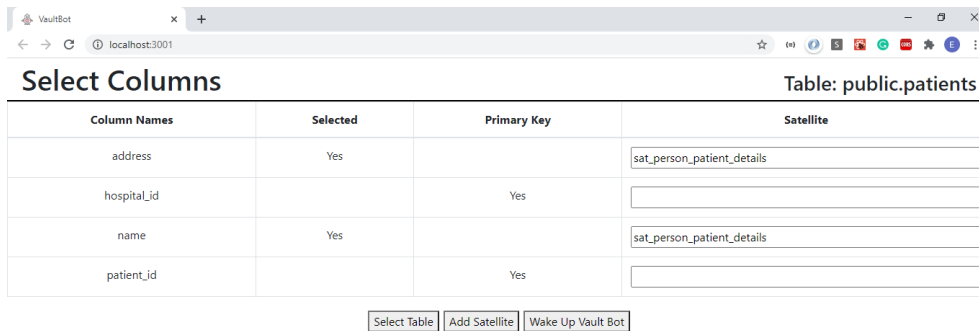 VaultBot
localhost:3001
Select Columns Table: public.patients
Column Names Selected Primary Key Satellite
address Yes sat_person_patient_details
hospital_id Yes
name Yes sat_person_patient_details
patient_id Yes
Select Table Add Satellite Wake Up Vault Bot